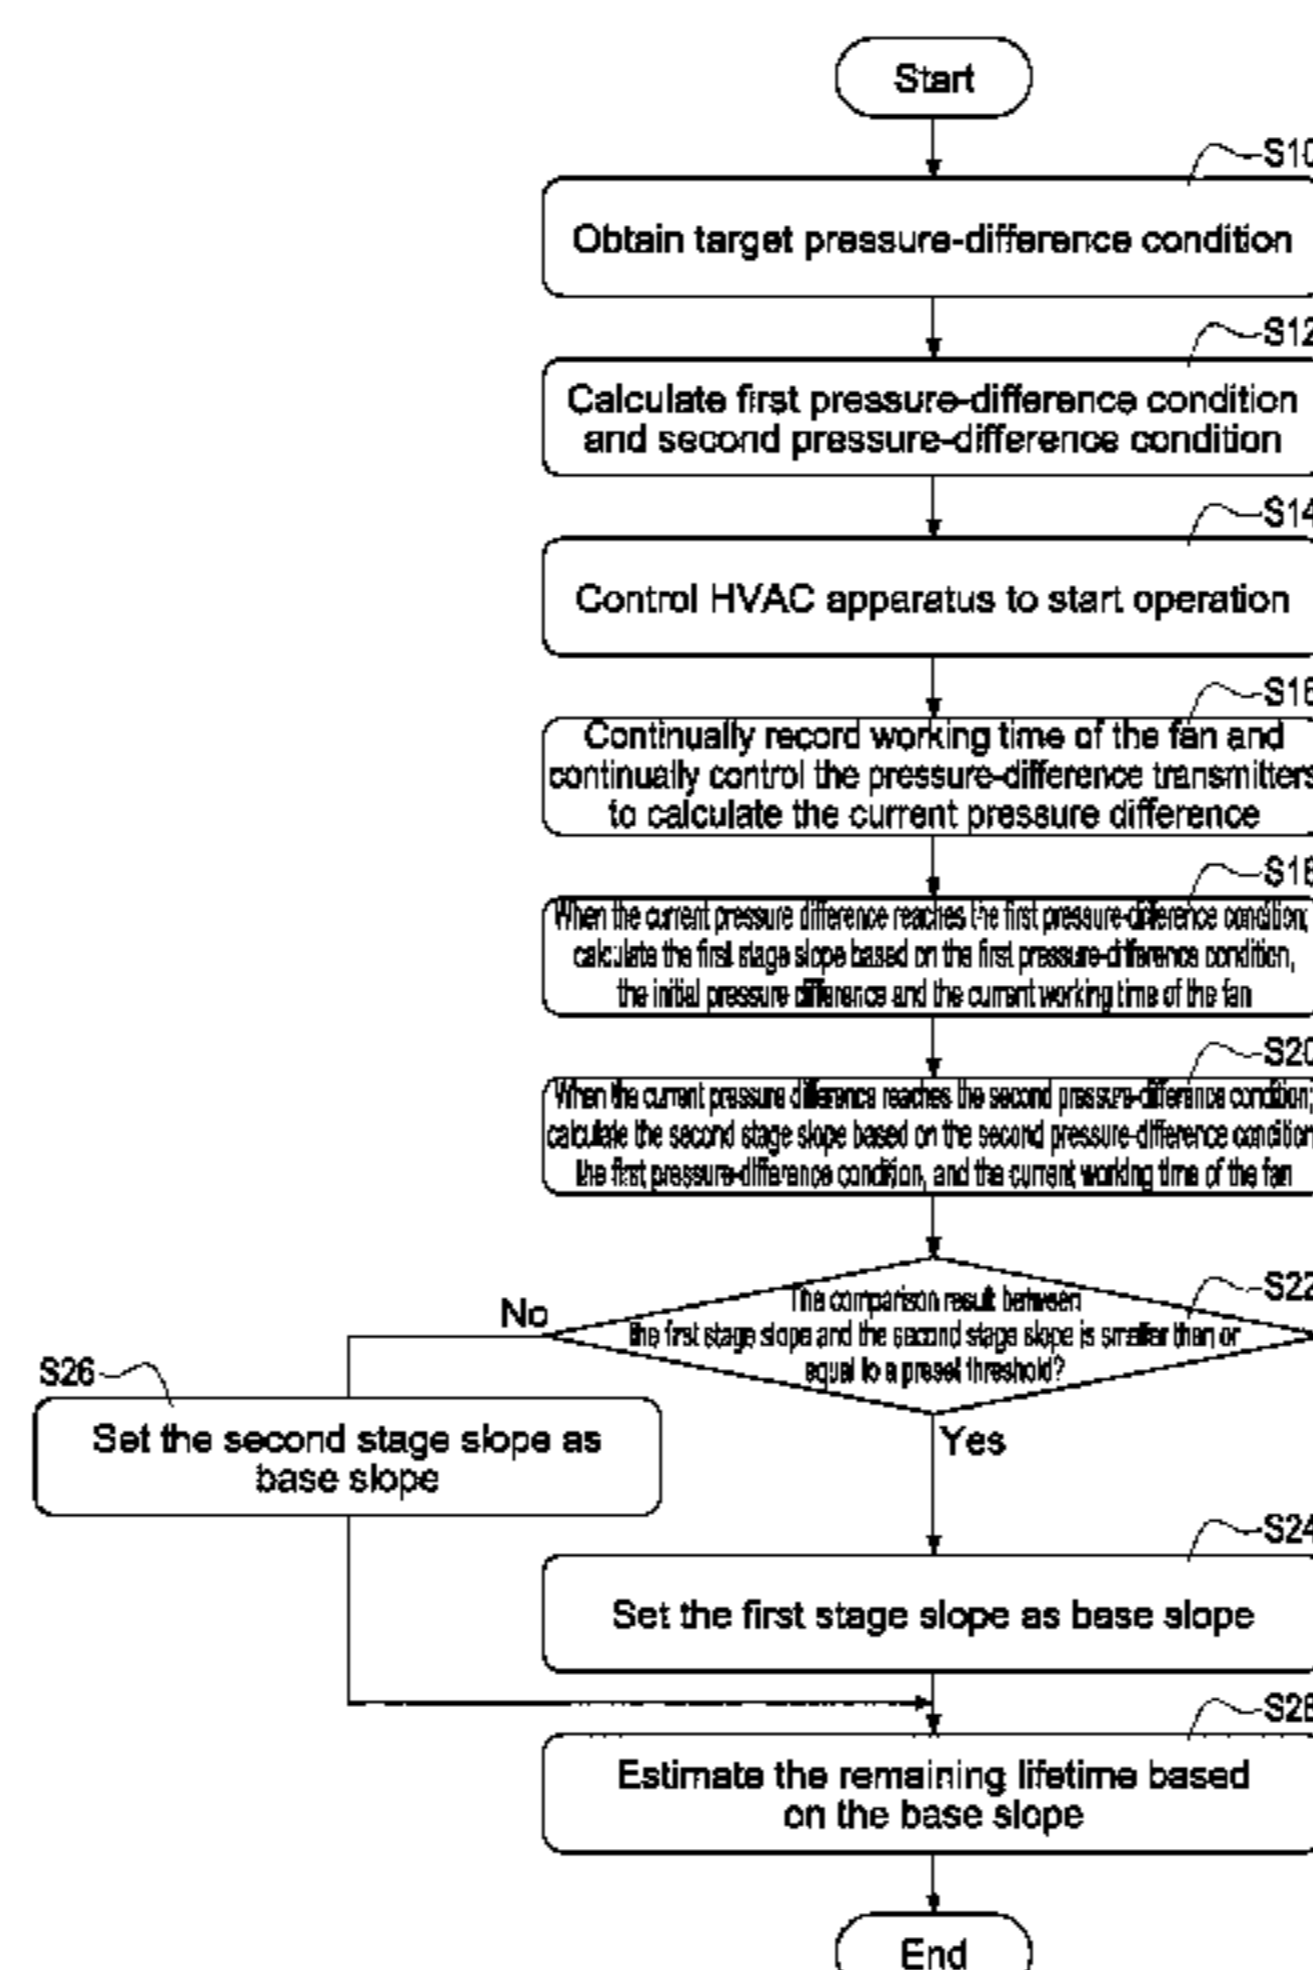 Start
S10
Obtain target pressure-difference condition
S12
Calculate first pressure-difference condition
and second pressure-difference condition
S14
Control HVAC apparatus to start operation
S16
Continually record working time of the fan and
continually control the pressure-difference transmitters
to calculate the current pressure difference
S18
When the current pressure difference reaches the first pressure-difference condition,
calculate the first stage slope based on the first pressure-difference condition,
the initial pressure difference and the current working time of the fan
S20
When the current pressure difference reaches the second pressure-difference condition,
calculate the second stage slope based on the second pressure-difference condition
the first pressure-difference condition, and the current working time of the fan
S22
The comparison result between
the first stage slope and the second stage slope is smaller than or
equal to a preset threshold?
No
S26
Set the second stage slope as
base slope
Yes
S24
Set the first stage slope as base slope
S28
Estimate the remaining lifetime based
on the base slope
End